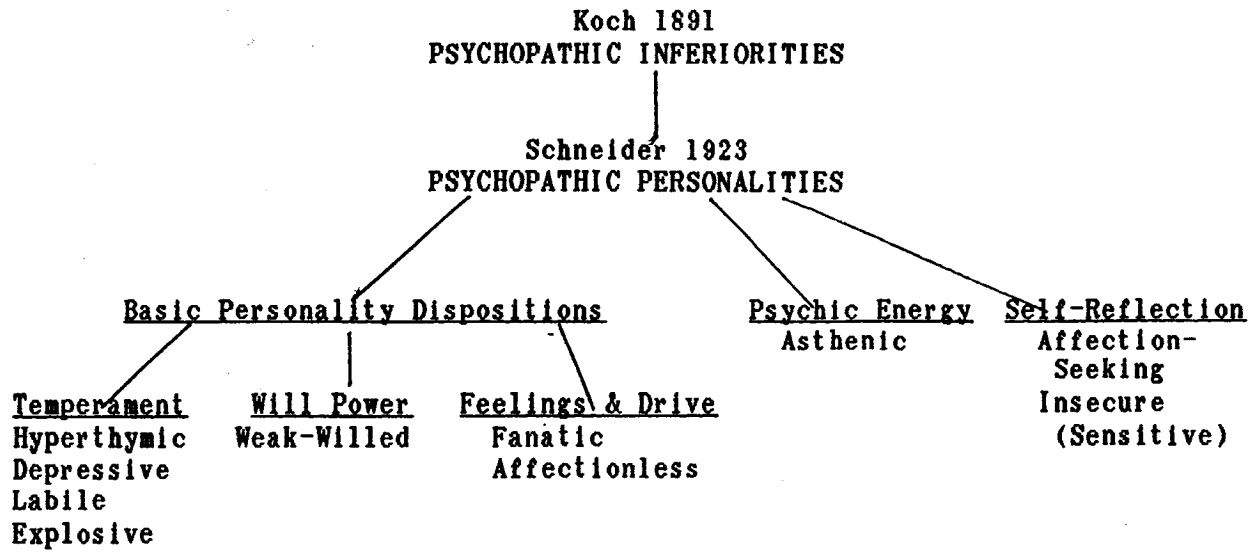 Koch 1891
PSYCHOPATHIC INFERIORITIES
Schneider 1923
PSYCHOPATHIC PERSONALITIES
Basic Personality Dispositions
Psychic Energy
Asthenic
Self-Reflection
Affection-
Seeking
Insecure
(Sensitive)
Temperament
Hyperthymic
Depressive
Labile
Explosive
Will Power
Weak-Willed
Feelings & Drive
Fanatic
Affectionless